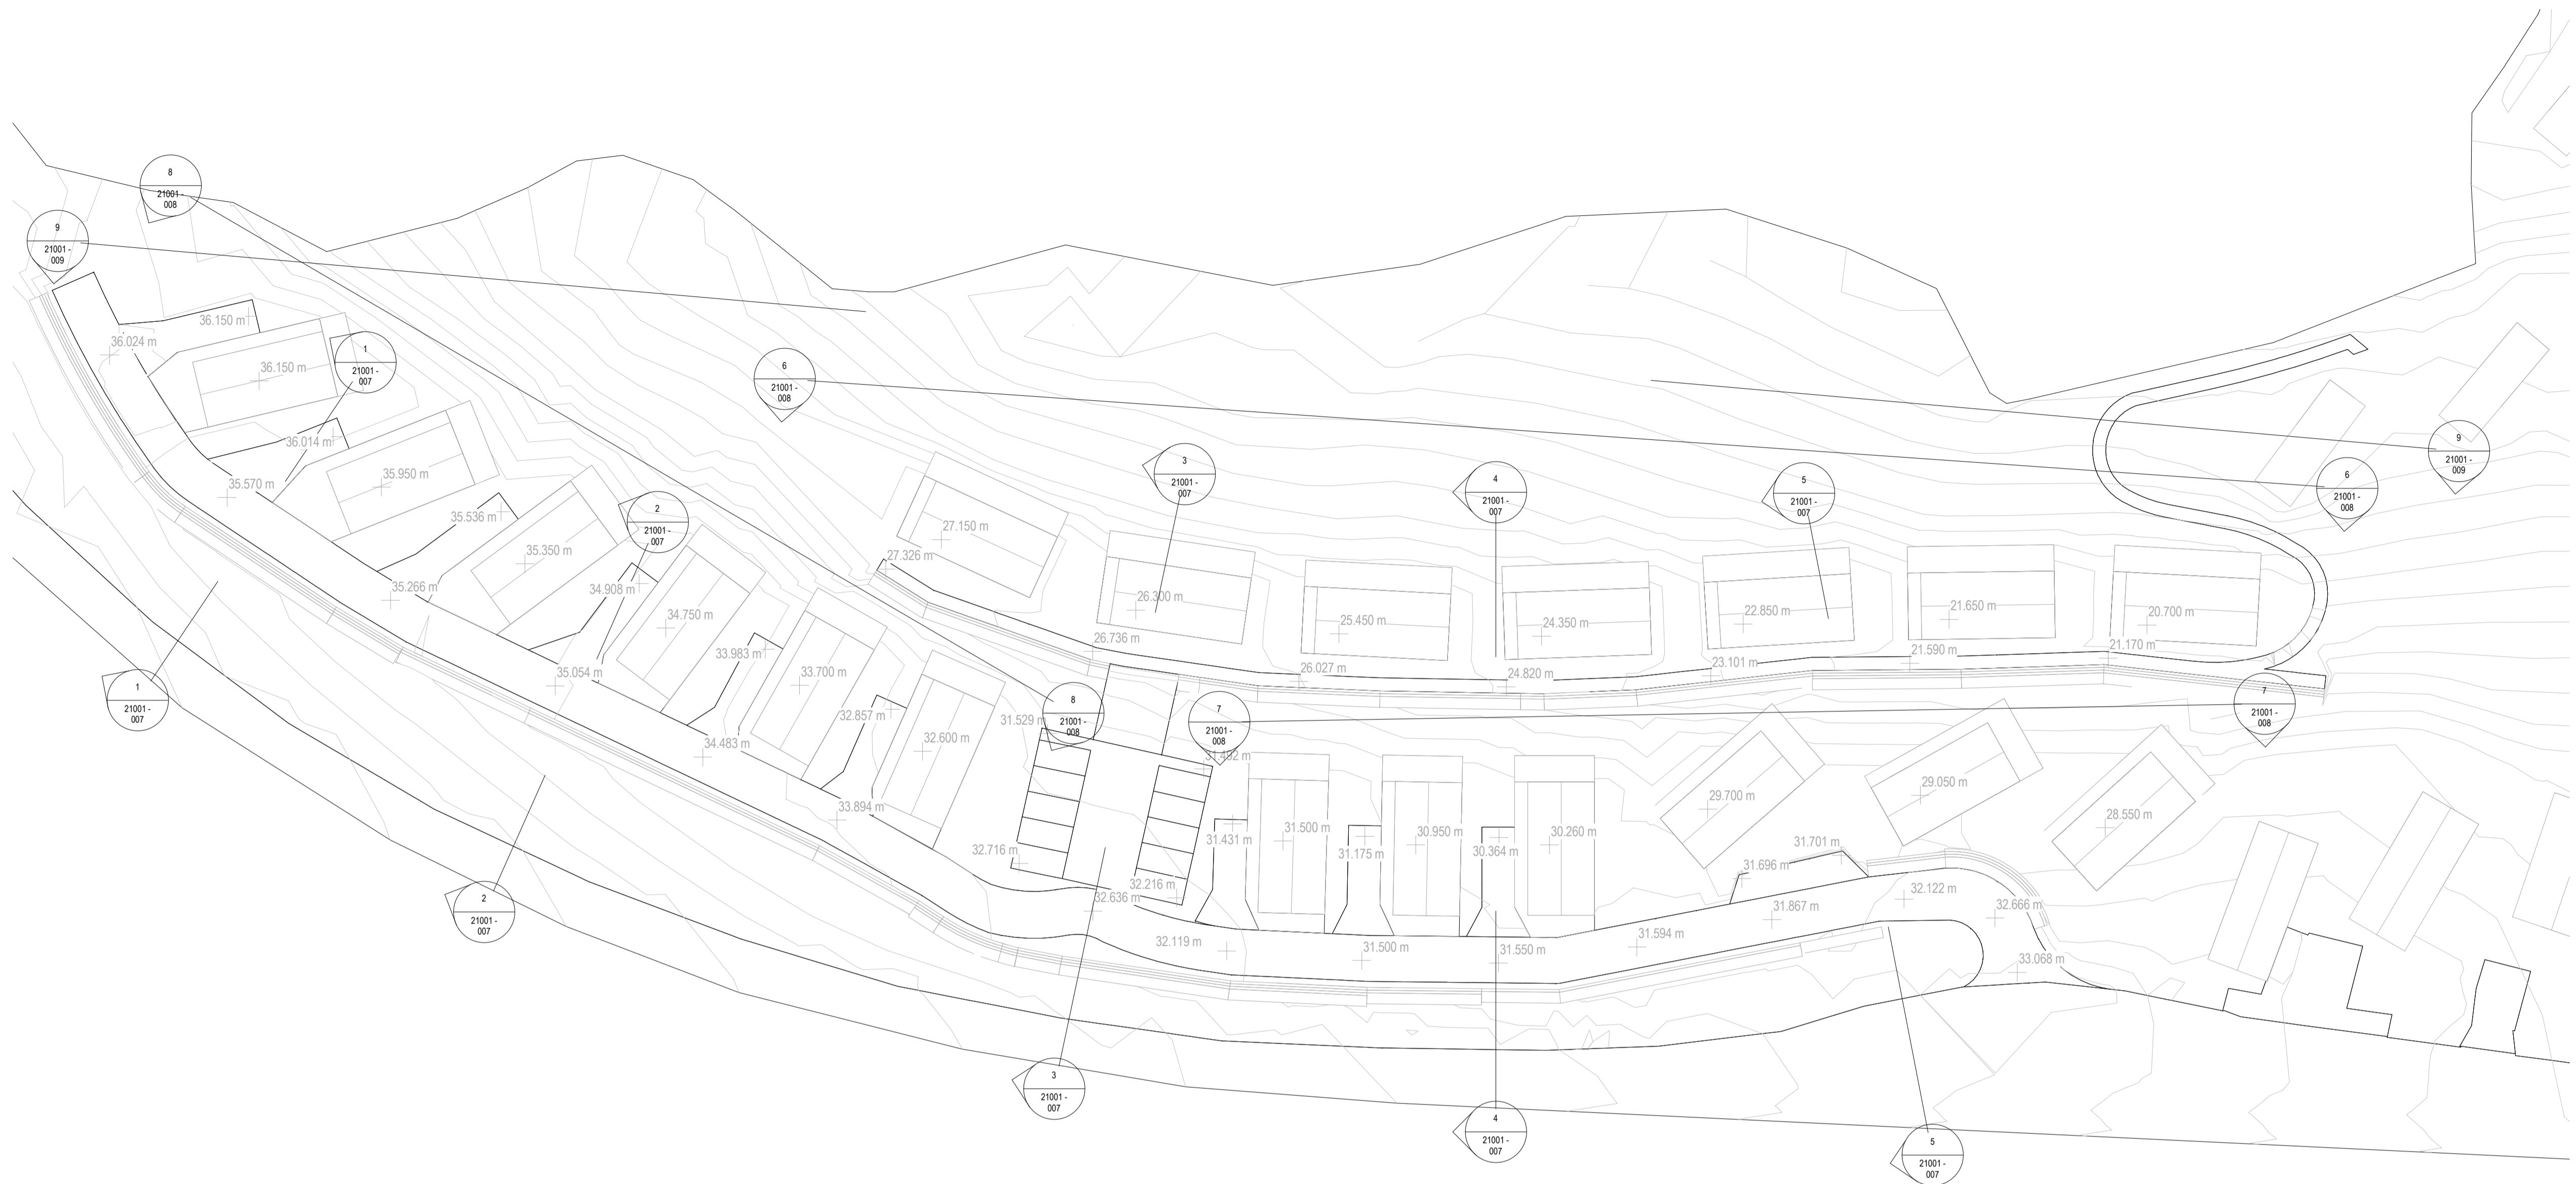 8
21001 -
008
9
21001 -
009
36.150 m
36.024 m
1
21001 -
007
36.150 m
6
21001 -
008
36.014 m
35.950 m
35.570 m
35.536 m
2
21001 -
007
35.350 m
35.266 m
34.908 m
34.750 m
35.054 m
33.983 m
33.700 m
34.483 m
32.857 m
32.600 m
33.894 m
1
21001 -
007
2
21001 -
007
3
21001 -
007
4
21001 -
007
5
21001 -
007
9
21001 -
009
6
21001 -
008
27.150 m
27.326 m
26.300 m
26.736 m
25.450 m
26.027 m
24.350 m
24.820 m
22.850 m
23.101 m
21.650 m
21.590 m
20.700 m
21.170 m
8
21001 -
008
7
21001 -
008
7
21001 -
008
31.529 m
31.492 m
32.716 m
32.216 m
32.636 m
31.431 m
31.500 m
31.175 m
30.950 m
30.364 m
30.260 m
29.700 m
29.050 m
28.550 m
31.701 m
31.696 m
32.122 m
31.867 m
32.666 m
32.119 m
31.500 m
31.550 m
31.594 m
33.068 m
3
21001 -
007
4
21001 -
007
5
21001 -
007